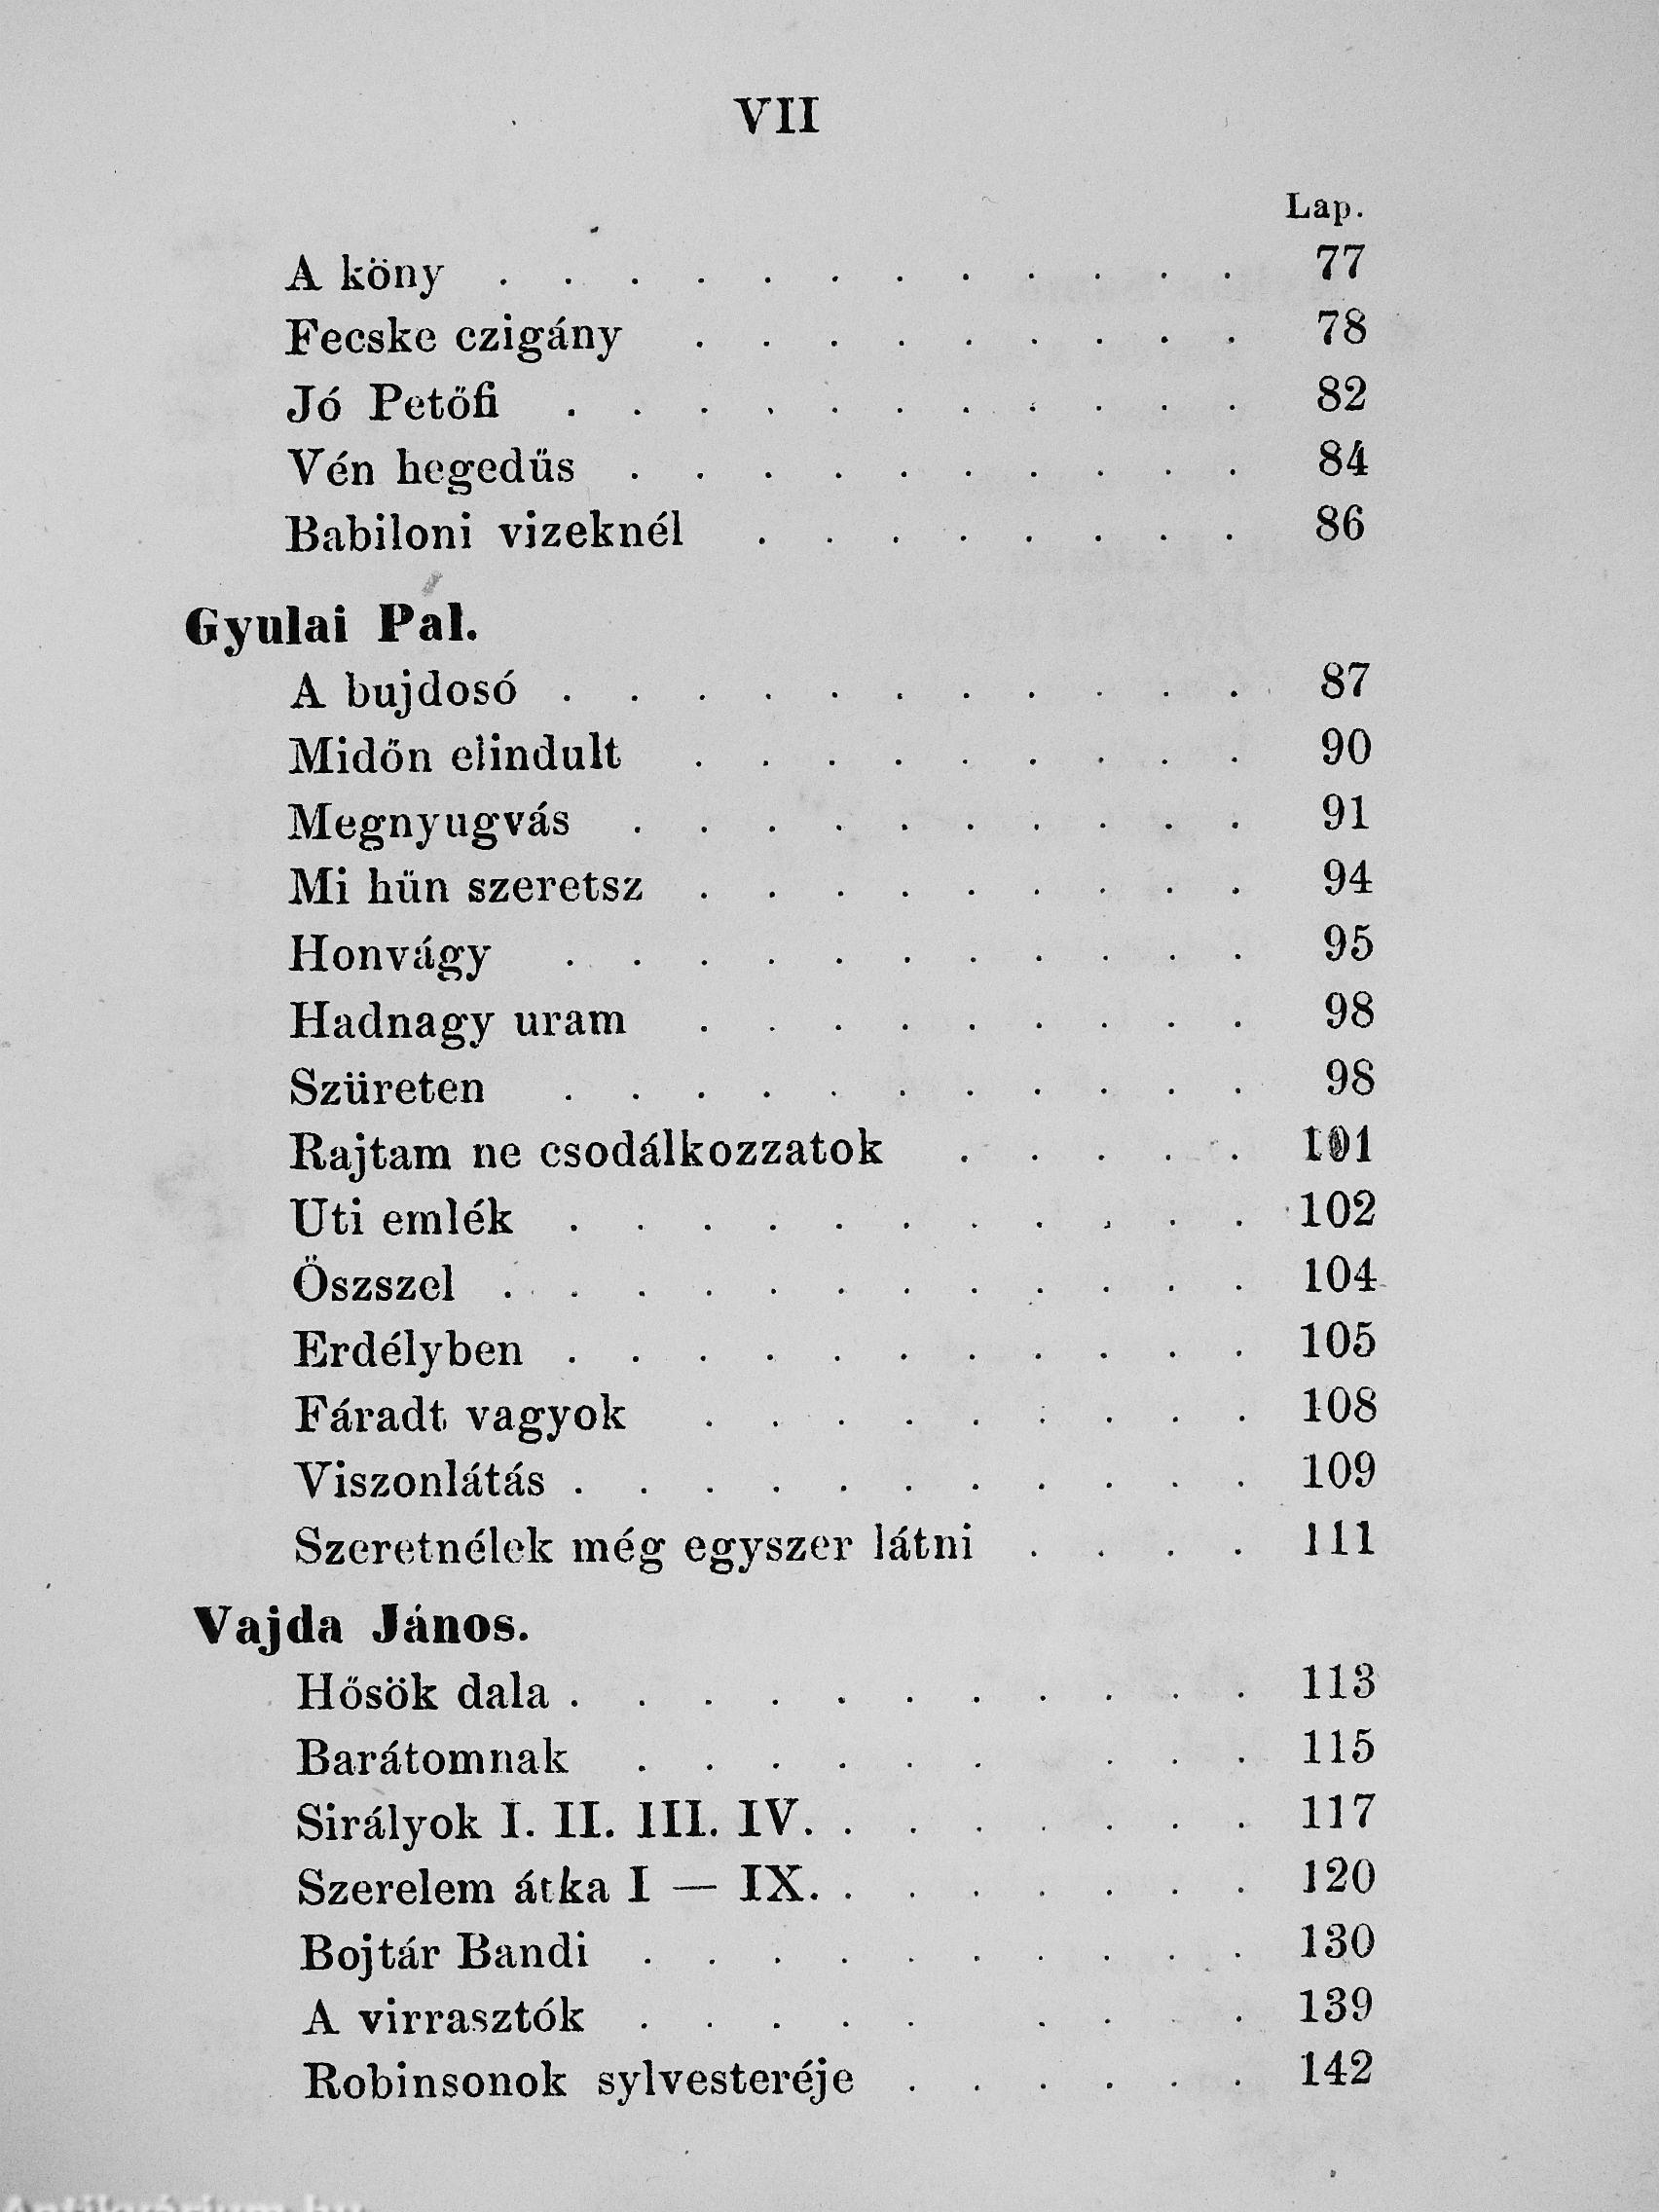 VII
Lap.
A köny . . . . . . . . . . . . 77
Fecske czigány . . . . . . . . . 78
Jó Petőfi . . . . . . . . . . . 82
Vén hegedűs . . . . . . . . . . 84
Babiloni vizeknél . . . . . . . . 86
Gyulai Pal.
A bujdosó . . . . . . . . . . . 87
Midőn elindult . . . . . . . . . 90
Megnyugvás . . . . . . . . . . 91
Mi hün szeretsz . . . . . . . . . 94
Honvágy . . . . . . . . . . . 95
Hadnagy uram . . . . . . . . . 98
Szüreten . . . . . . . . . . . 98
Rajtam ne csodálkozzatok . . . . . 101
Uti emlék . . . . . . . . . . . 102
Öszszel . . . . . . . . . . . . 104
Erdélyben . . . . . . . . . . . 105
Fáradt vagyok . . . . . . . . . 108
Viszonlátás . . . . . . . . . . . 109
Szeretnélek még egyszer látni . . . . 111
Vajda János.
Hősök dala . . . . . . . . . . . 113
Barátomnak . . . . . . . . . 115
Sirályok I. II. III. IV. . . . . . . . 117
Szerelem átka I — IX. . . . . . . . 120
Bojtár Bandi . . . . . . . . . . 130
A virrasztók . . . . . . . . . 139
Robinsonok sylvesteréje . . . . . . 142
Antikvárium.hu